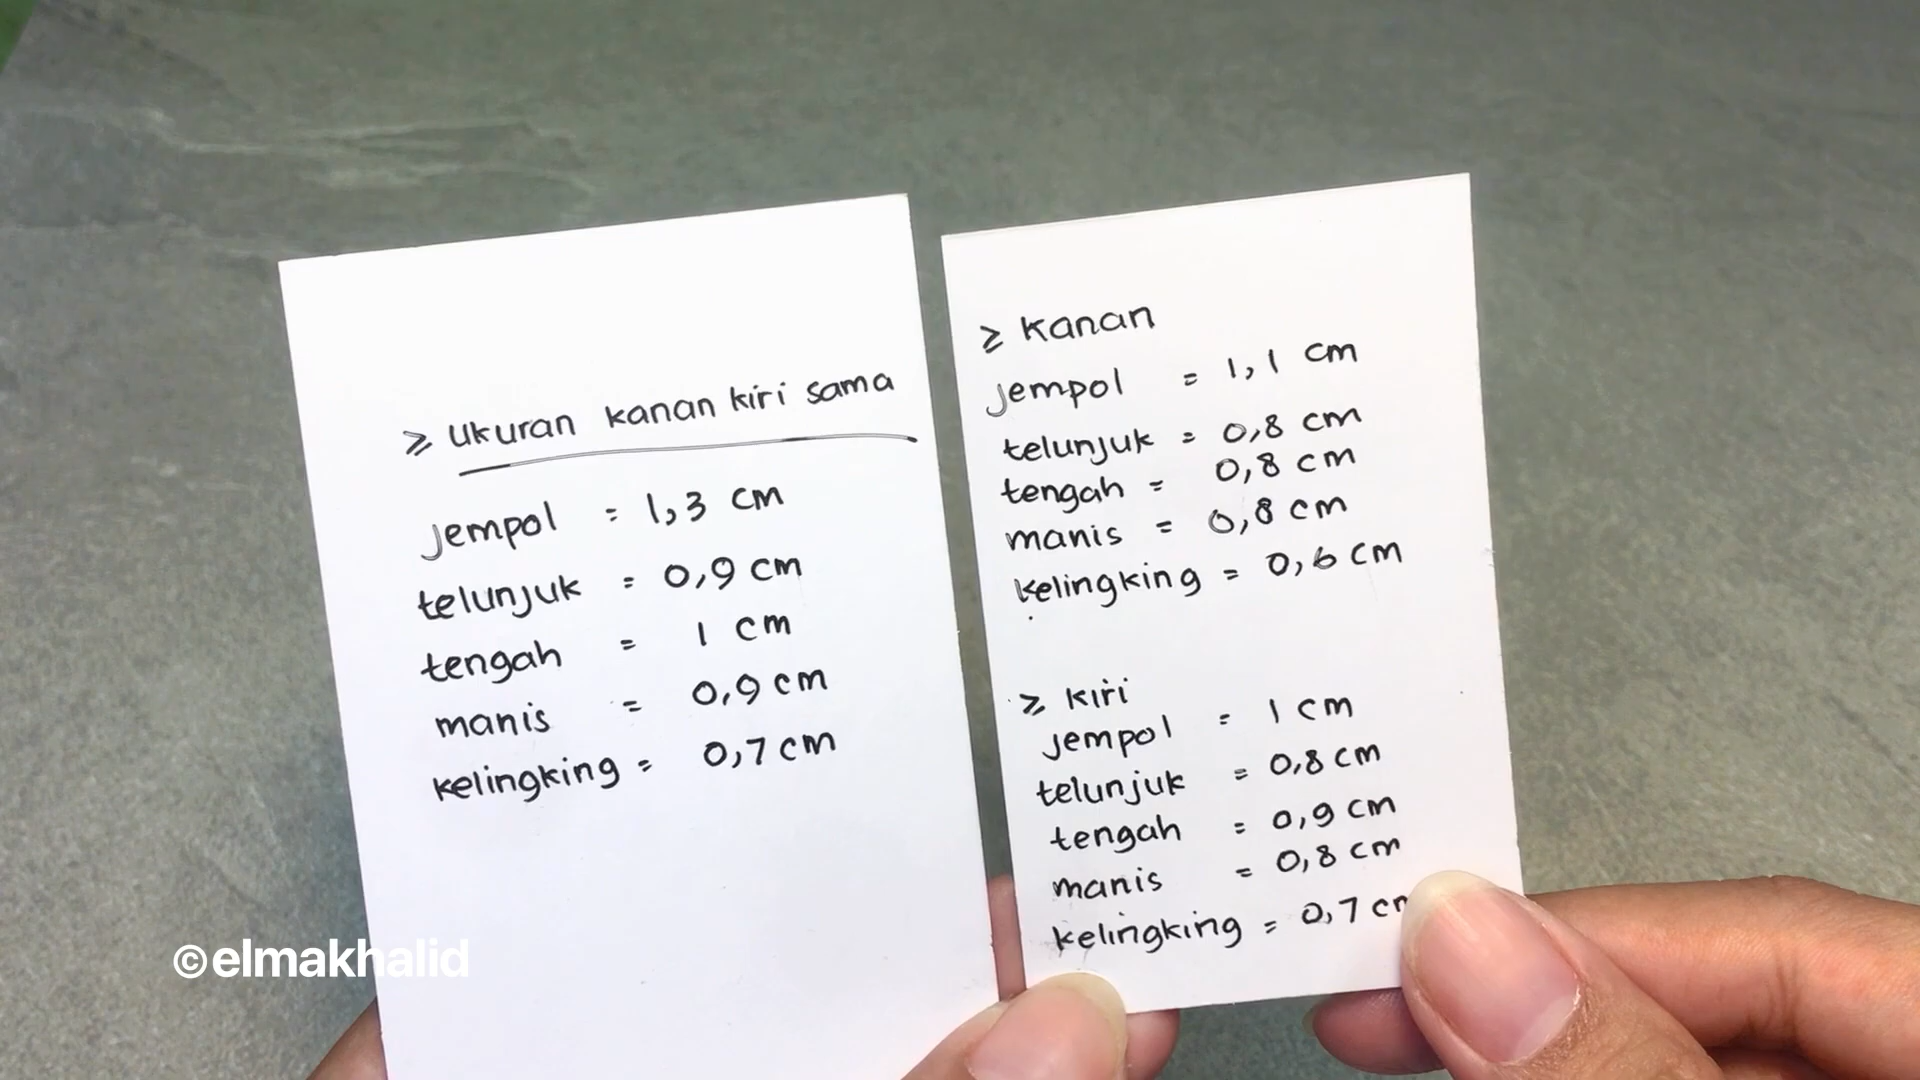 ≥ Ukuran kanan kiri sama
Jempol = 1,3 cm
telunjuk = 0,9 cm
tengah = 1 cm
manis = 0,9 cm
kelingking = 0,7 cm
≥ Kanan
Jempol = 1,1 cm
telunjuk = 0,8 cm
tengah = 0,8 cm
manis = 0,8 cm
kelingking = 0,6 cm
≥ Kiri
Jempol = 1 cm
telunjuk = 0,8 cm
tengah = 0,9 cm
manis = 0,8 cm
kelingking = 0,7 cm
©elmakhalid